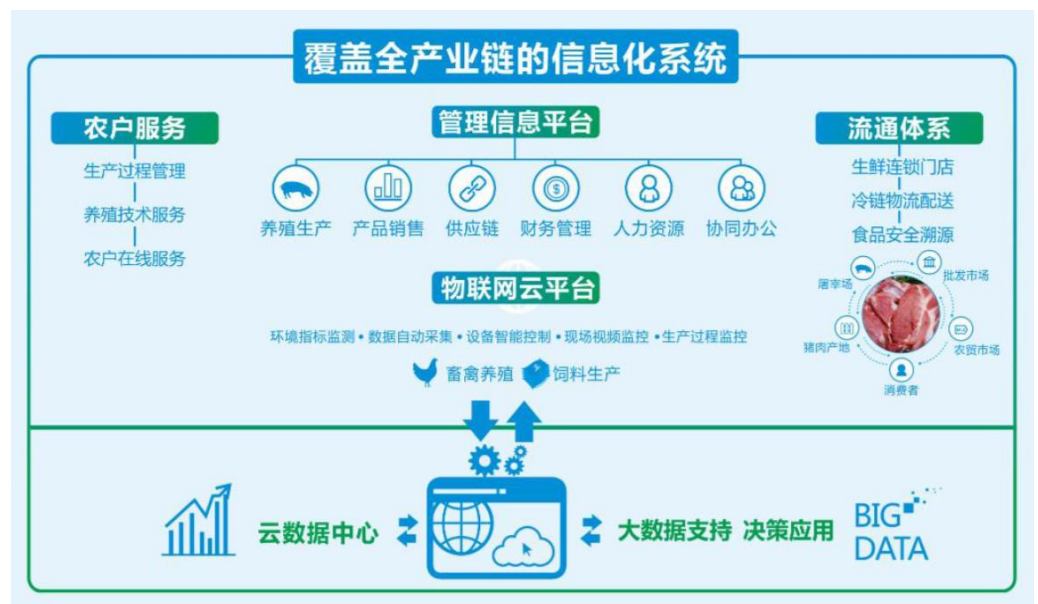 覆盖全产业链的信息化系统
农户服务
生产过程管理
养殖技术服务
农户在线服务
管理信息平台
养殖生产 产品销售 供应链 财务管理 人力资源 协同办公
物联网云平台
环境指标监测•数据自动采集•设备智能控制•现场视频监控•生产过程监控
畜禽养殖 饲料生产
流通体系
生鲜连锁门店
冷链物流配送
食品安全溯源
屠宰场 批发市场
猪肉产地 农贸市场
消费者
云数据中心 大数据支持 决策应用
BIG
DATA